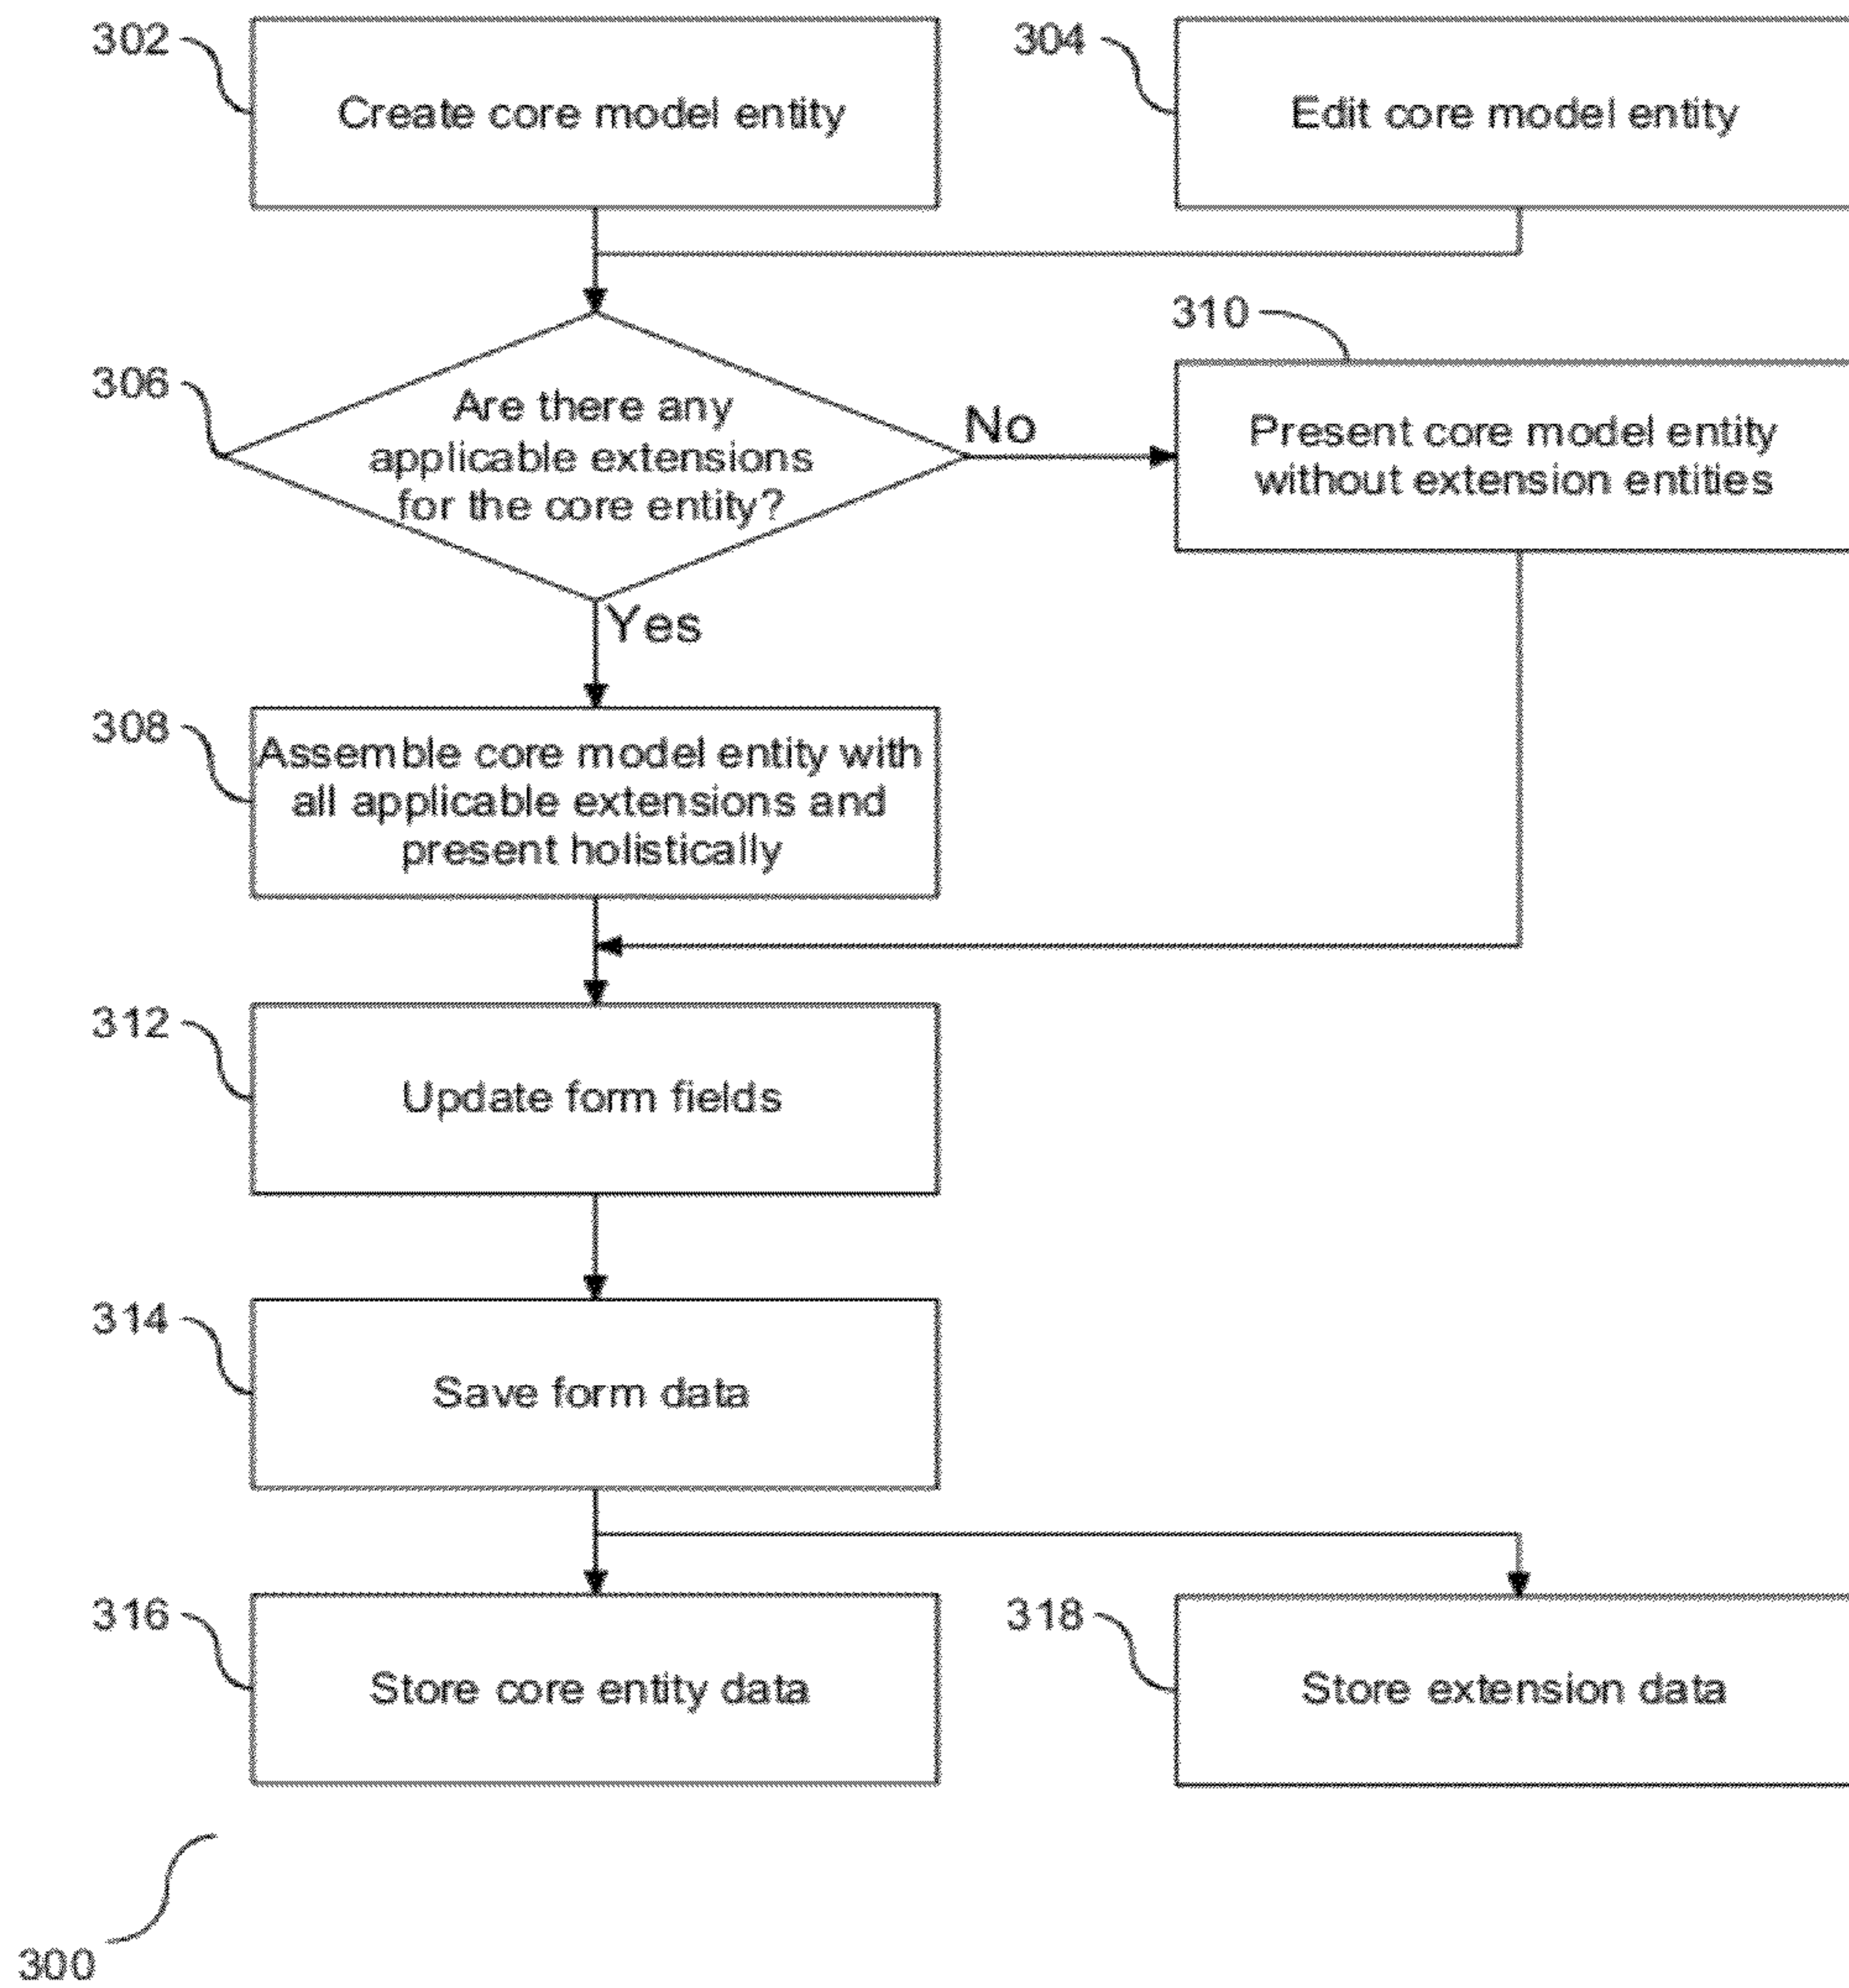 302
Create core model entity
304
Edit core model entity
306
Are there any
applicable extensions
for the core entity?
No
310
Present core model entity
without extension entities
Yes
308
Assemble core model entity with
all applicable extensions and
present holistically
312
Update form fields
314
Save form data
316
Store core entity data
318
Store extension data
300